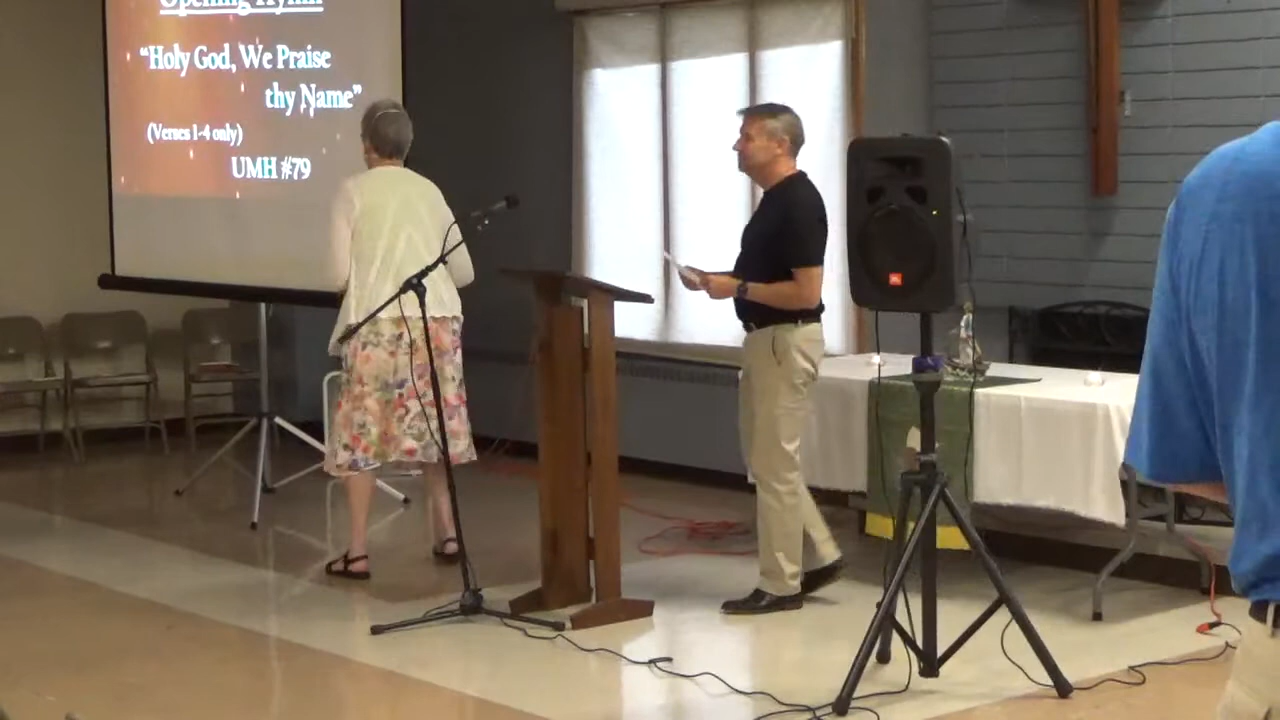 Opening Hymn
“Holy God, We Praise
thy Name”
(Verses 1-4 only)
UMH #79